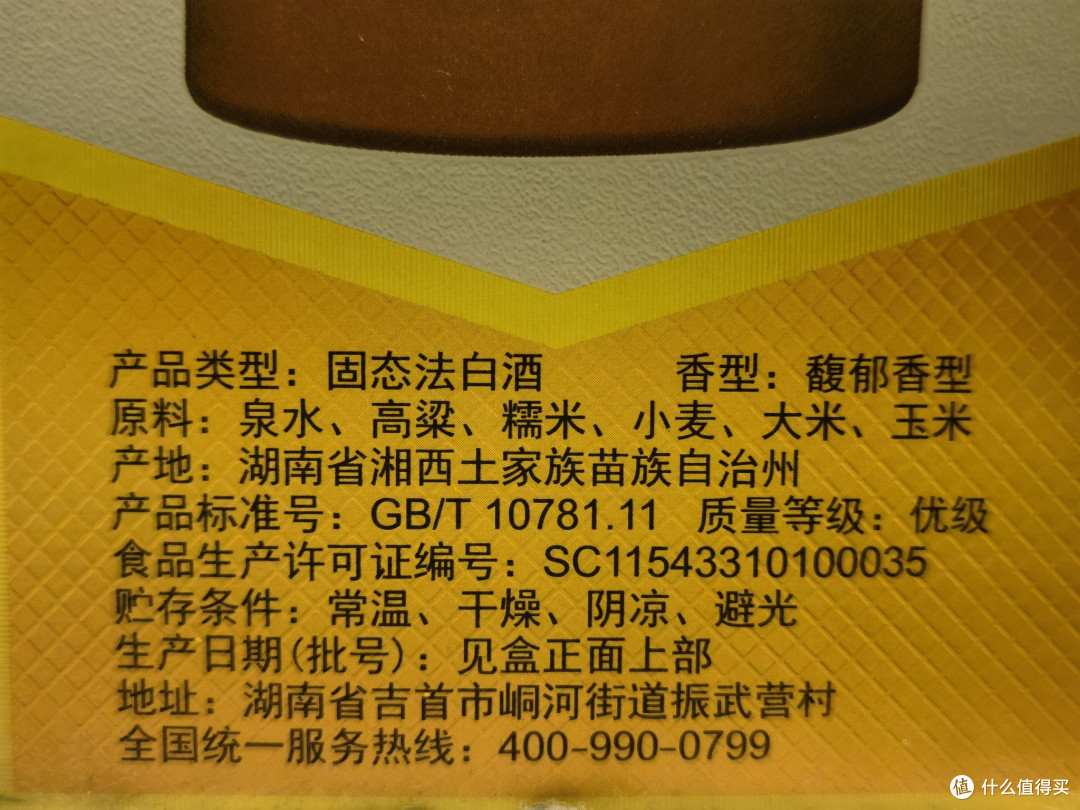 产品类型：固态法白酒 香型：馥郁香型
原料：泉水、高粱、糯米、小麦、大米、玉米
产地：湖南省湘西土家族苗族自治州
产品标准号：GB/T 10781.11 质量等级：优级
食品生产许可证编号：SC11543310100035
贮存条件：常温、干燥、阴凉、避光
生产日期(批号)：见盒正面上部
地址：湖南省吉首市峒河街道振武营村
全国统一服务热线：400-990-0799
值 什么值得买